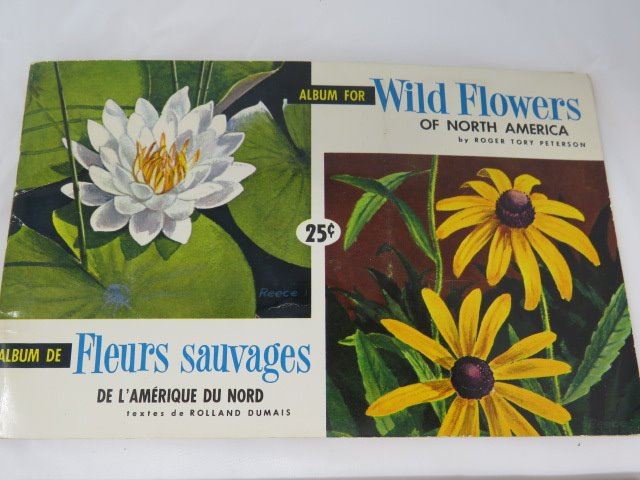 ALBUM FOR Wild Flowers
OF NORTH AMERICA
by ROGER TORY PETERSON
25¢
Reece
ALBUM DE Fleurs sauvages
DE L'AMÉRIQUE DU NORD
textes de ROLLAND DUMAIS
Reece